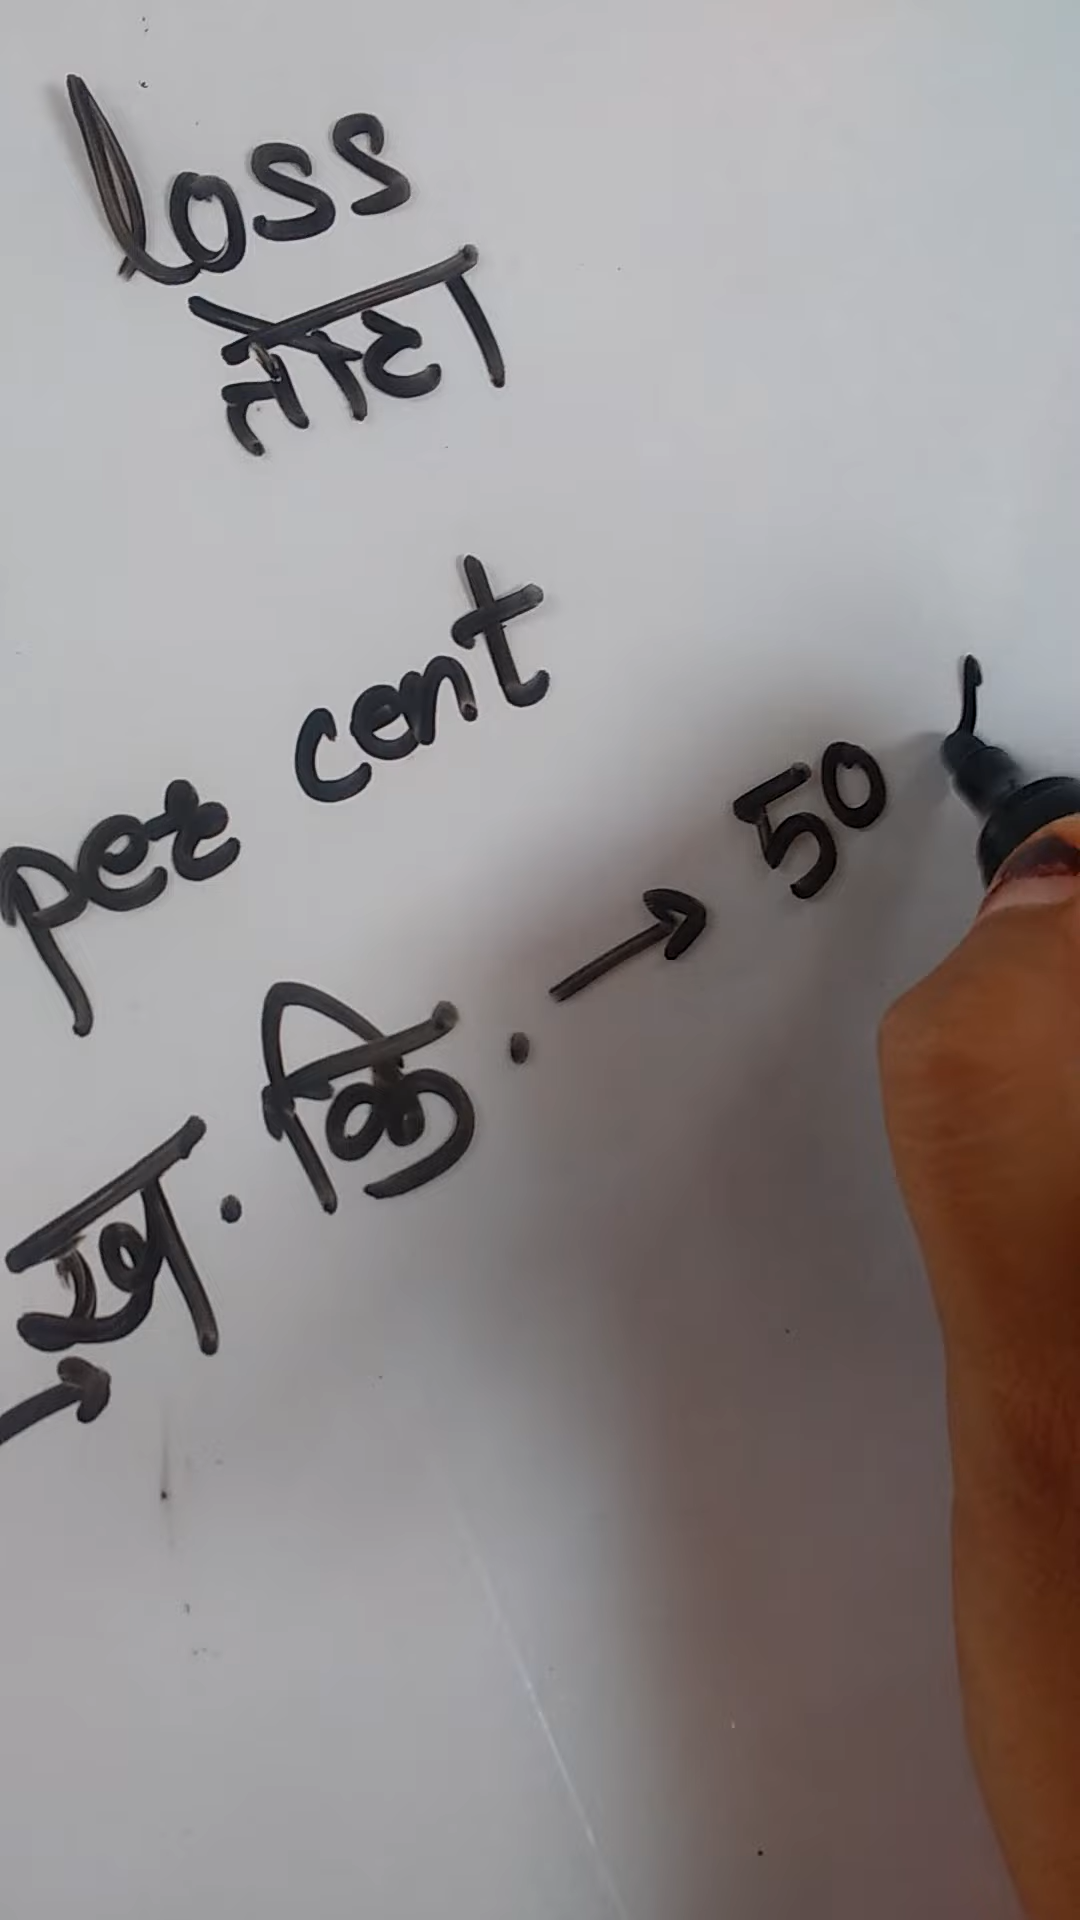 loss
तोटा
per cent
ख. कि. → 50
→